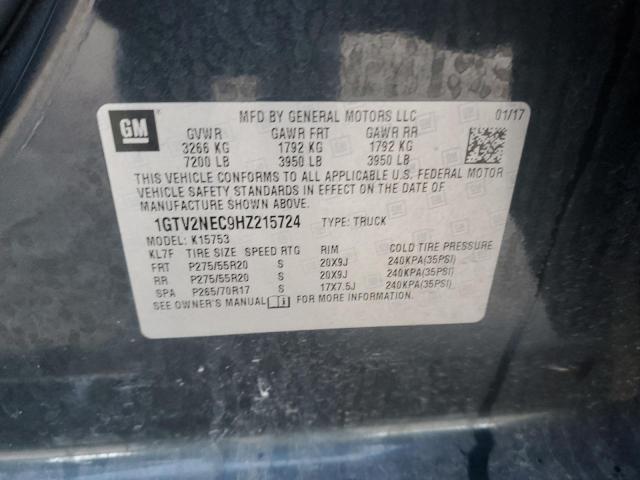 GM
MFD BY GENERAL MOTORS LLC 01/17
GVWR GAWR FRT GAWR RR
3266 KG 1792 KG 1792 KG
7200 LB 3950 LB 3950 LB
THIS VEHICLE CONFORMS TO ALL APPLICABLE U.S. FEDERAL MOTOR
VEHICLE SAFETY STANDARDS IN EFFECT ON THE DATE OF
MANUFACTURE SHOWN ABOVE.
1GTV2NEC9HZ215724 TYPE: TRUCK
MODEL: K15753
KL7F TIRE SIZE SPEED RTG RIM COLD TIRE PRESSURE
FRT P275/55R20 S 20X9J 240KPA(35PSI)
RR P275/55R20 S 20X9J 240KPA(35PSI)
SPA P265/70R17 S 17X7.5J 240KPA(35PSI)
SEE OWNER'S MANUAL i FOR MORE INFORMATION.